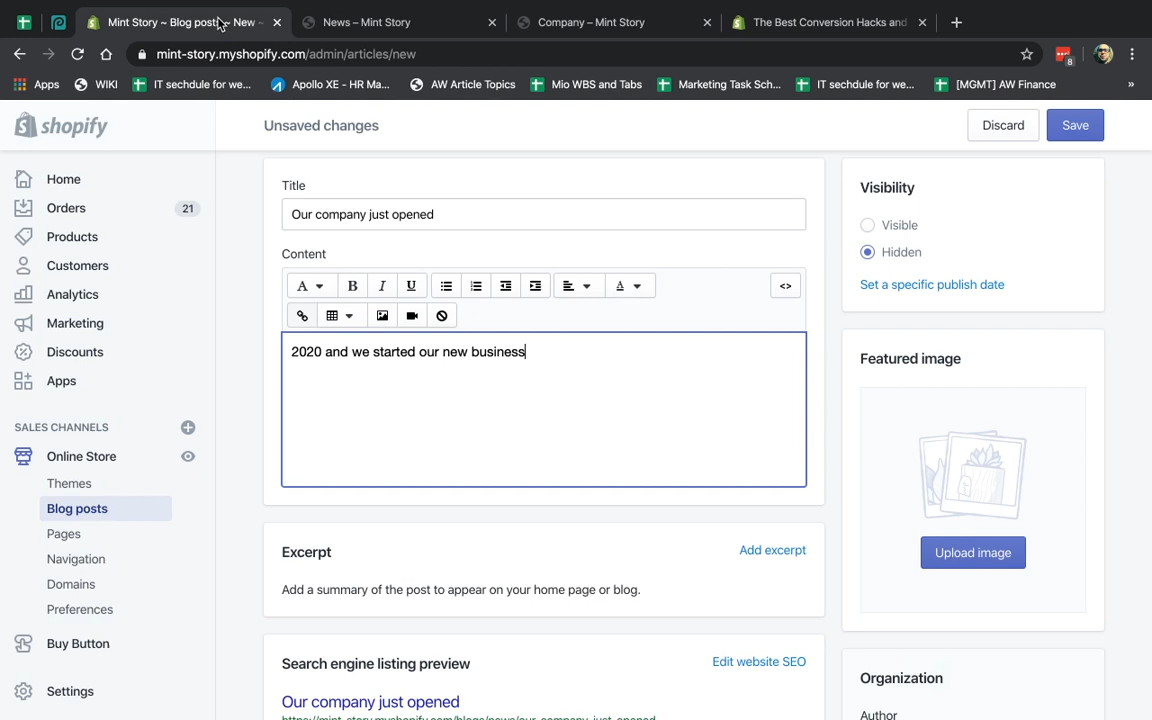 Mint Story ~ Blog posts ~ New ~
News – Mint Story
Company – Mint Story
The Best Conversion Hacks and
mint-story.myshopify.com/admin/articles/new
8
Apps
WIKI
IT sechdule for we...
Apollo XE - HR Ma...
AW Article Topics
Mio WBS and Tabs
Marketing Task Sch...
IT sechdule for we...
[MGMT] AW Finance
»
shopify
Unsaved changes
Discard
Save
Home
Orders
21
Products
Customers
Analytics
Marketing
Discounts
Apps
SALES CHANNELS
Online Store
Themes
Blog posts
Pages
Navigation
Domains
Preferences
Buy Button
Settings
Title
Our company just opened
Content
A
B
I
U
A
<>
2020 and we started our new business
Excerpt
Add excerpt
Add a summary of the post to appear on your home page or blog.
Search engine listing preview
Edit website SEO
Our company just opened
https://mint-story.myshopify.com/blogs/news/our-company-just-opened
Visibility
Visible
Hidden
Set a specific publish date
Featured image
Upload image
Organization
Author